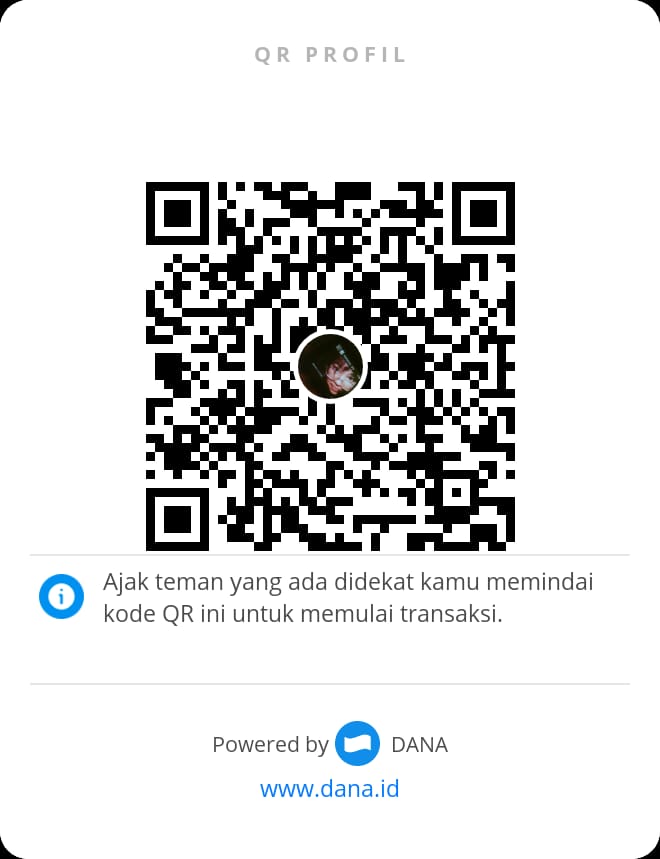 QR PROFIL
Ajak teman yang ada didekat kamu memindai
kode QR ini untuk memulai transaksi.
Powered by DANA
www.dana.id